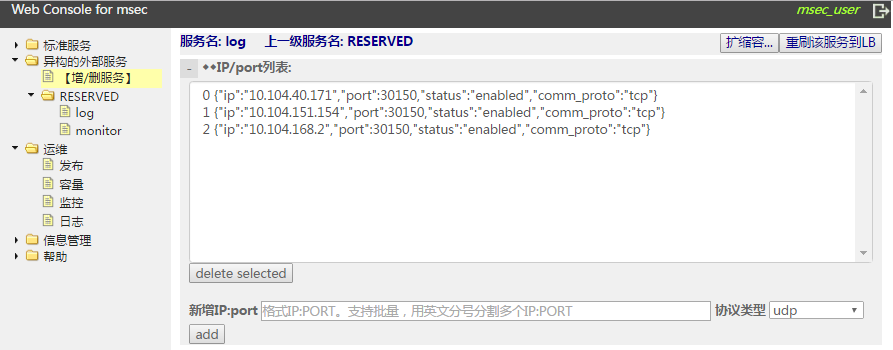 Web Console for msec
msec_user
标准服务
异构的外部服务
【增/删服务】
RESERVED
log
monitor
运维
发布
容量
监控
日志
信息管理
帮助
服务名: log 上一级服务名: RESERVED
扩缩容... 重刷该服务到LB
- **IP/port列表:
0 {"ip":"10.104.40.171","port":30150,"status":"enabled","comm_proto":"tcp"}
1 {"ip":"10.104.151.154","port":30150,"status":"enabled","comm_proto":"tcp"}
2 {"ip":"10.104.168.2","port":30150,"status":"enabled","comm_proto":"tcp"}
delete selected
新增IP:port 格式IP:PORT。支持批量，用英文分号分割多个IP:PORT 协议类型 udp
add